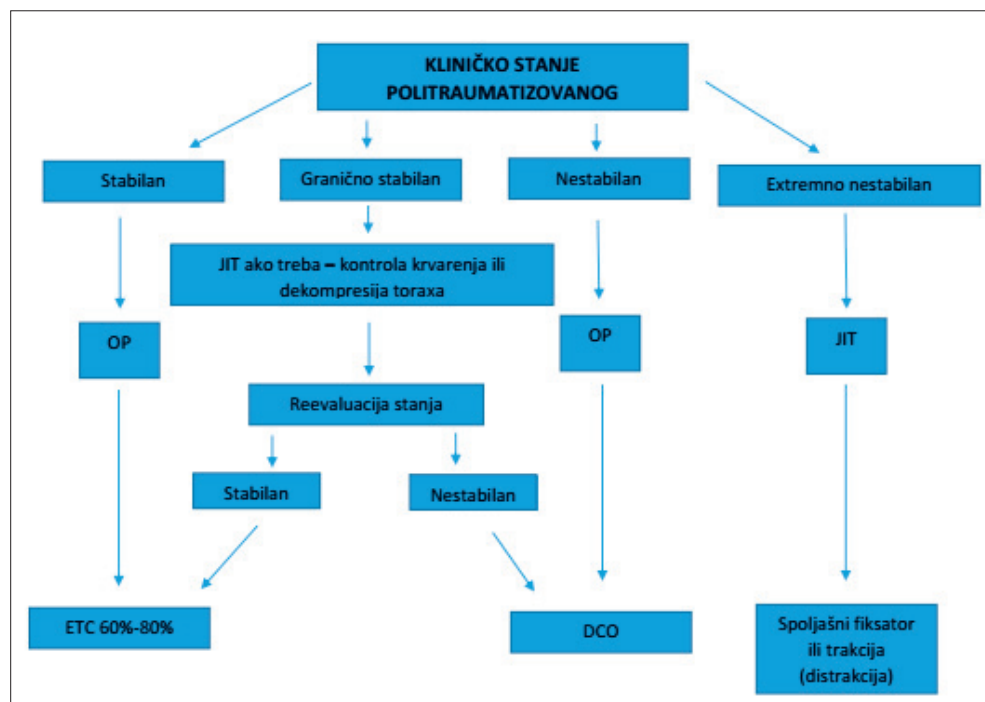 KLINIČKO STANJE
POLITRAUMATIZOVANOG
Stabilan
Granično stabilan
Nestabilan
Extremno nestabilan
JIT ako treba – kontrola krvarenja ili
dekompresija toraxa
OP
OP
JIT
Reevaluacija stanja
Stabilan
Nestabilan
ETC 60%-80%
DCO
Spoljašni fiksator
ili trakcija
(distrakcija)